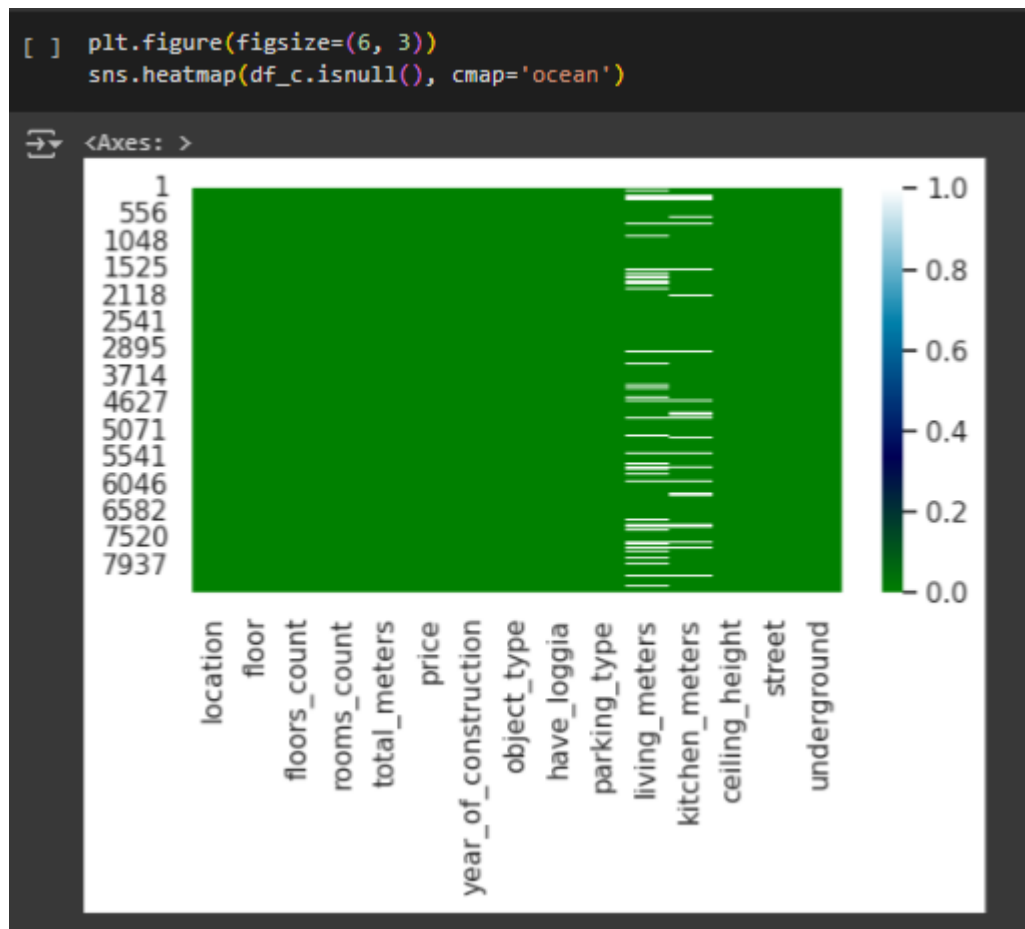 [ ] plt.figure(figsize=(6, 3))
sns.heatmap(df_c.isnull(), cmap='ocean')
<Axes: >
1
556
1048
1525
2118
2541
2895
3714
4627
5071
5541
6046
6582
7520
7937
1.0
0.8
0.6
0.4
0.2
0.0
location
floor
floors_count
rooms_count
total_meters
price
year_of_construction
object_type
have_loggia
parking_type
living_meters
kitchen_meters
ceiling_height
street
underground